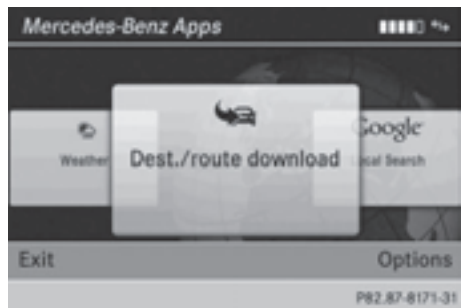 Mercedes-Benz Apps
Weather
Dest./route download
Google
Local Search
Exit
Options
P82.87-8171-31